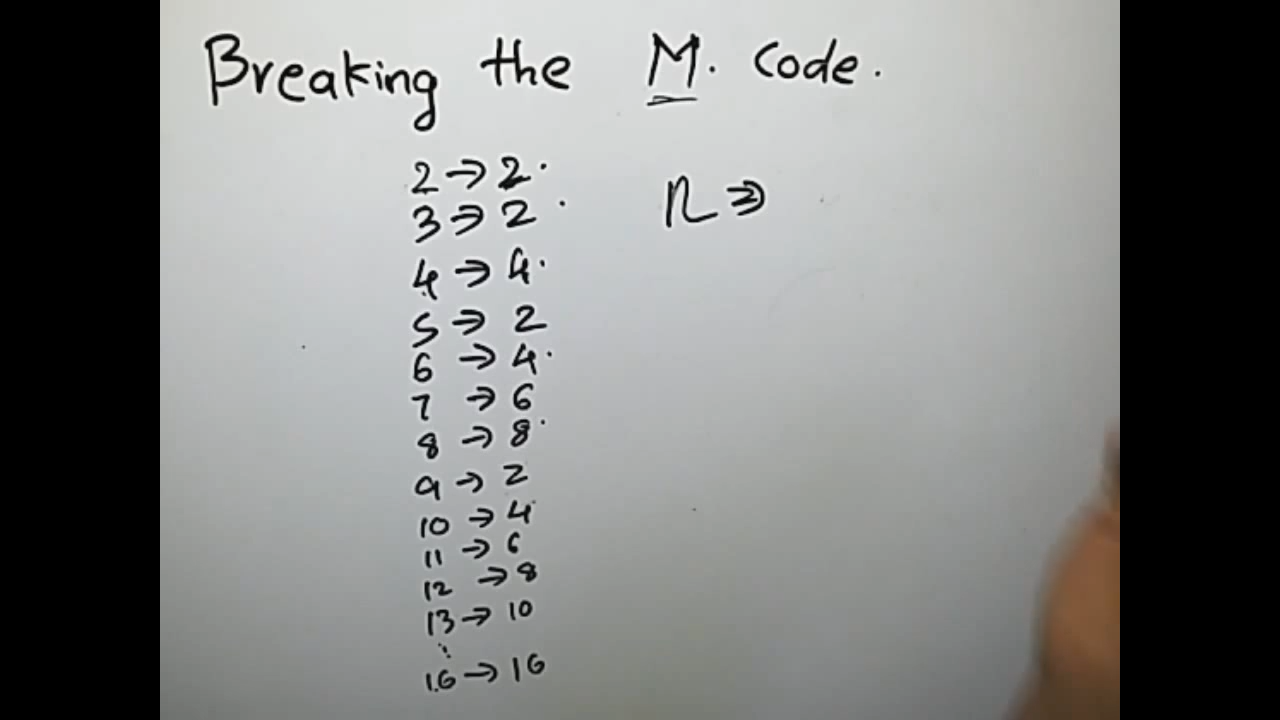 Breaking the M. Code.
2 → 2.
3 → 2.
4 → 4.
5 → 2
6 → 4.
7 → 6
8 → 8.
9 → 2
10 → 4
11 → 6
12 → 8
13 → 10
⋮
16 → 16
n ⇒